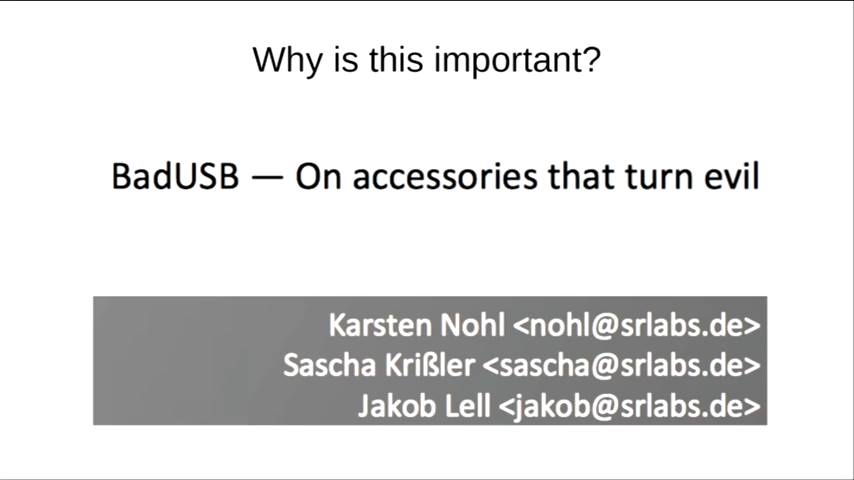 Why is this important?
BadUSB — On accessories that turn evil
Karsten Nohl <nohl@srlabs.de>
Sascha Krißler <sascha@srlabs.de>
Jakob Lell <jakob@srlabs.de>